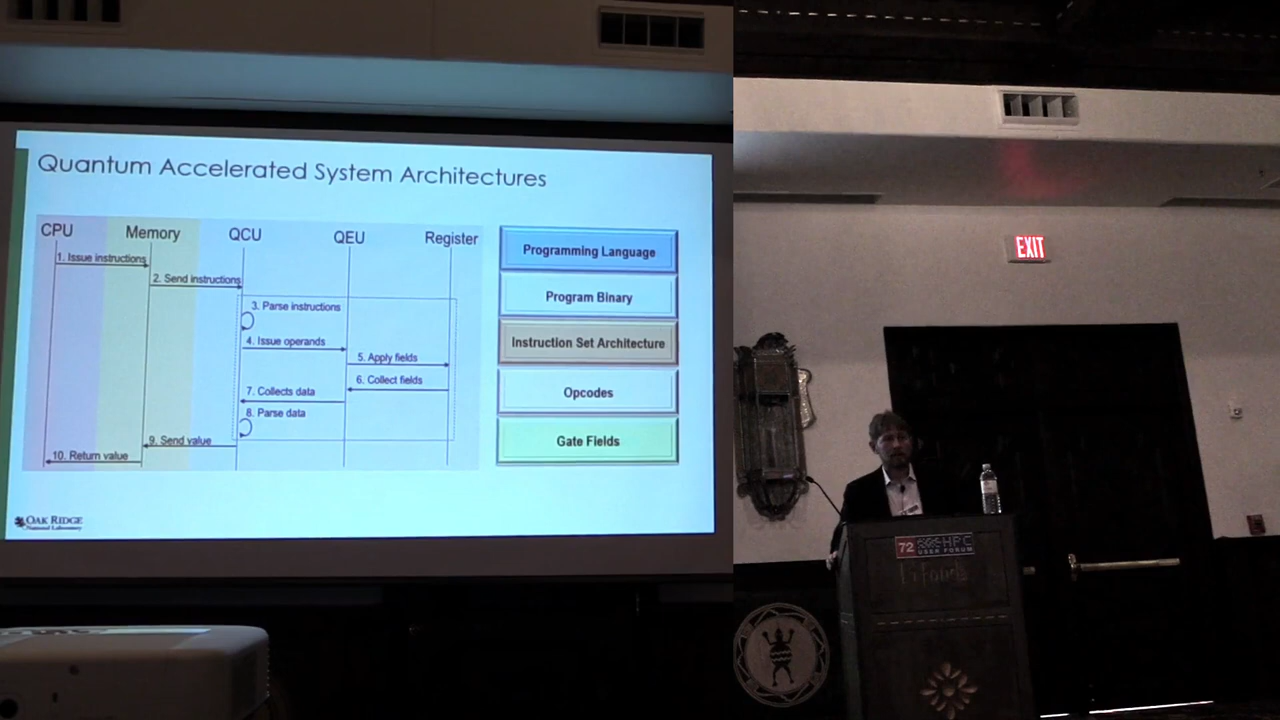 Quantum Accelerated System Architectures
CPU
Memory
QCU
QEU
Register
1. Issue instructions
2. Send instructions
3. Parse instructions
4. Issue operands
5. Apply fields
6. Collect fields
7. Collects data
8. Parse data
9. Send value
10. Return value
Programming Language
Program Binary
Instruction Set Architecture
Opcodes
Gate Fields
OAK RIDGE
National Laboratory
EXIT
72 HPC
USER FORUM